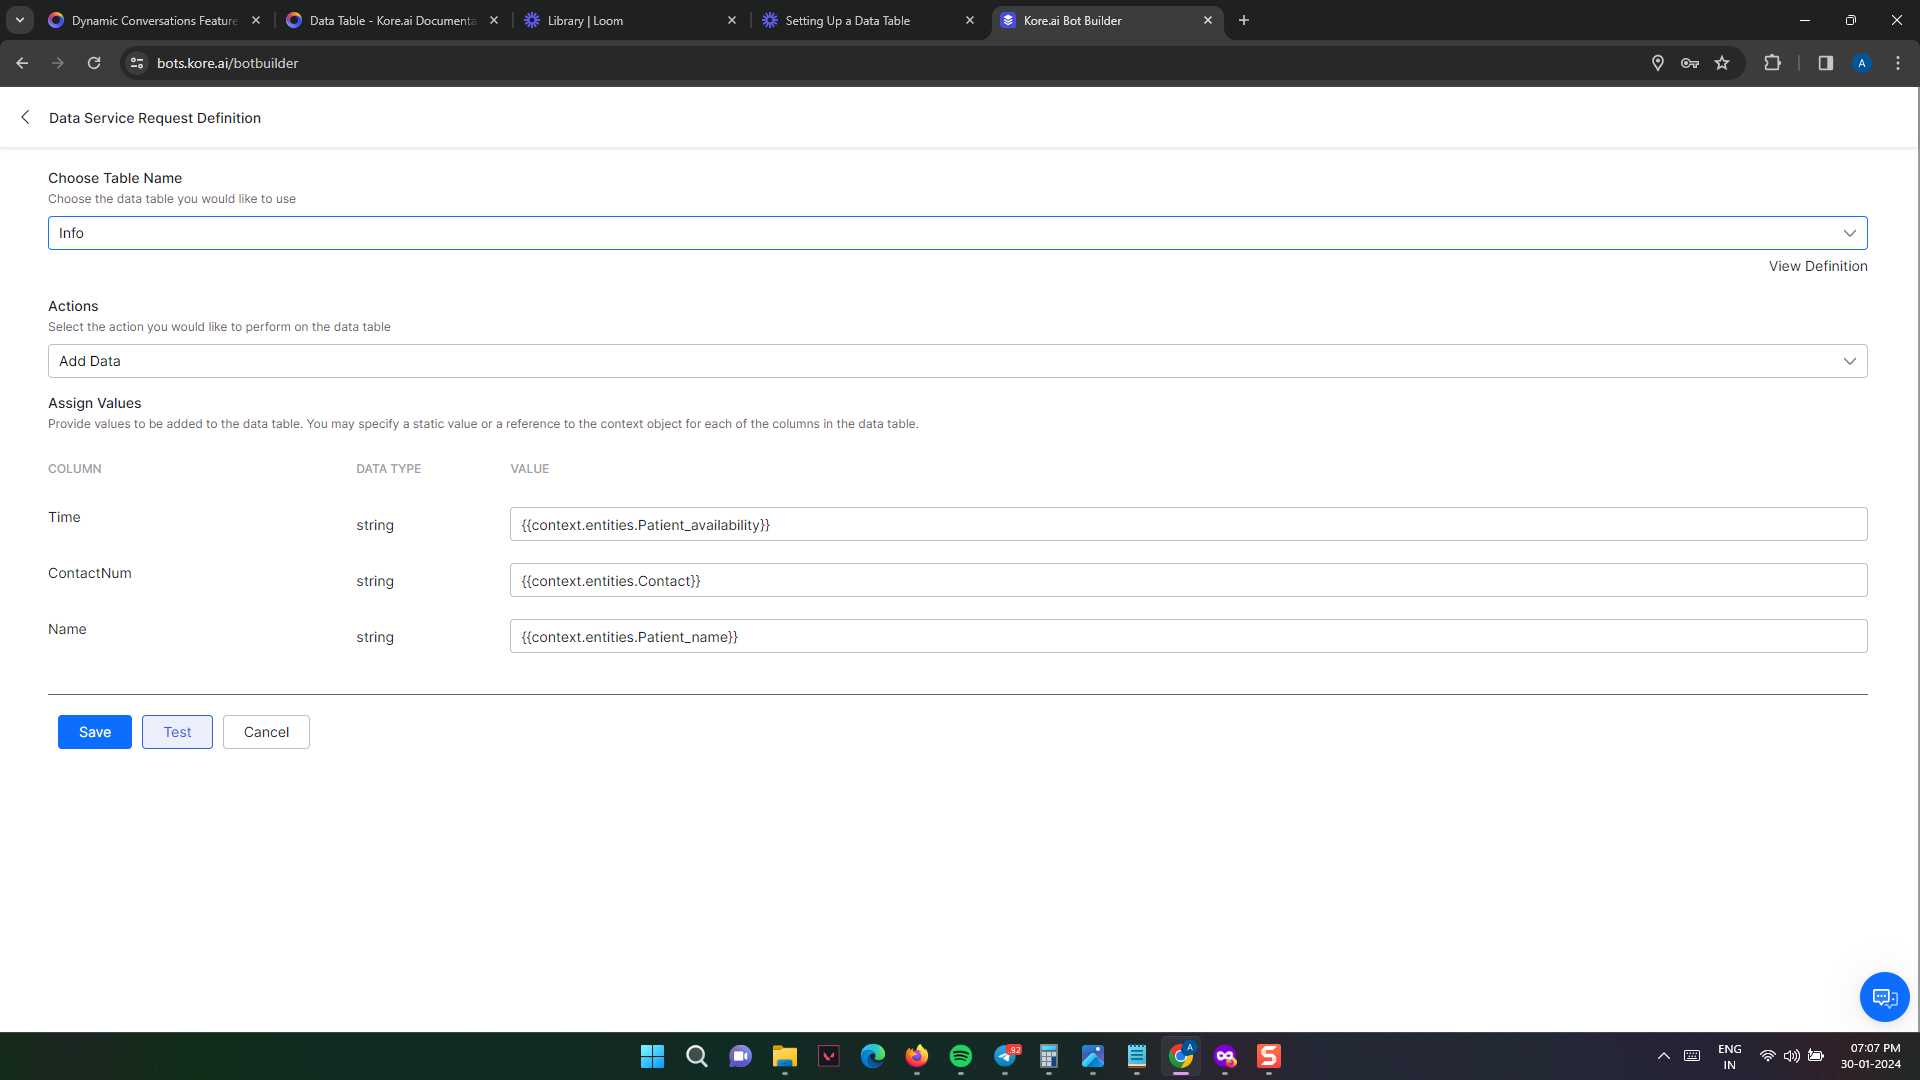 Dynamic Conversations Feature
Data Table - Kore.ai Documenta
Library | Loom
Setting Up a Data Table
Kore.ai Bot Builder
bots.kore.ai/botbuilder
A
Data Service Request Definition
Choose Table Name
Choose the data table you would like to use
Info
View Definition
Actions
Select the action you would like to perform on the data table
Add Data
Assign Values
Provide values to be added to the data table. You may specify a static value or a reference to the context object for each of the columns in the data table.
COLUMN DATA TYPE VALUE
Time string {{context.entities.Patient_availability}}
ContactNum string {{context.entities.Contact}}
Name string {{context.entities.Patient_name}}
Save Test Cancel
.92
A
S
ENG
IN
07:07 PM
30-01-2024